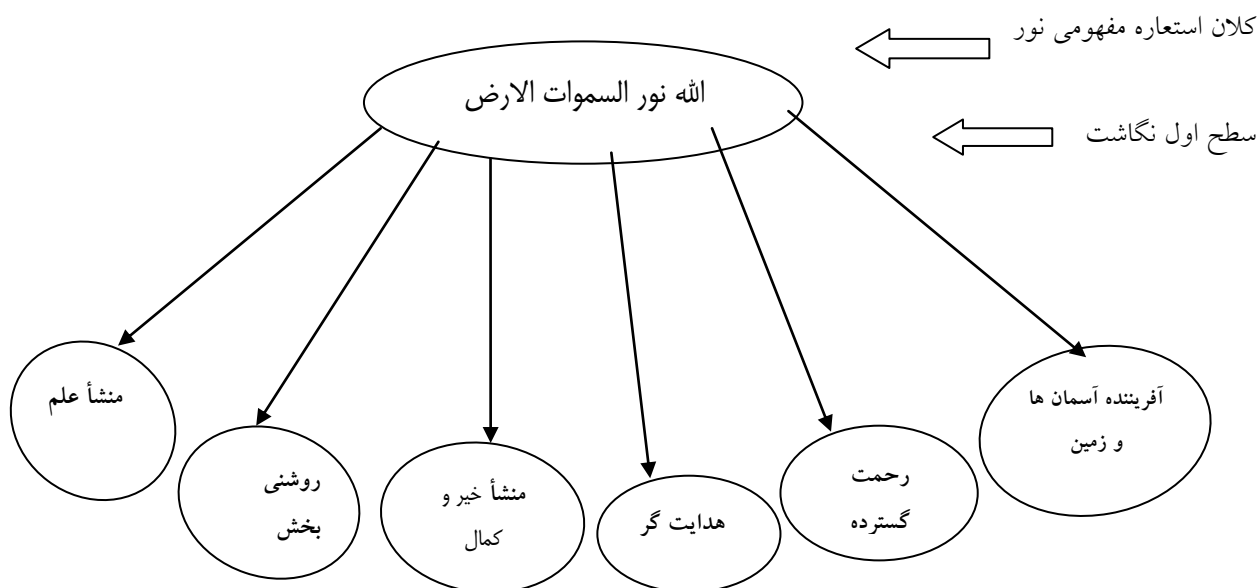 کلان استعاره مفهومی نور
الله نور السموات الارض
سطح اول نگاشت
آفریننده آسمان ها
و زمین
رحمت
گسترده
هدایت گر
منشأ خیر و
کمال
روشنی
بخش
منشأ علم